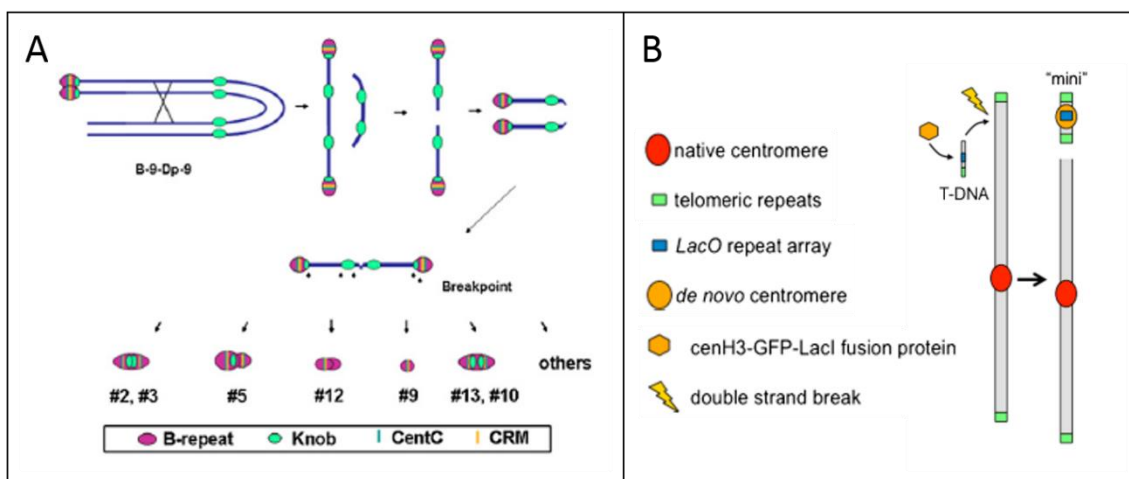 A
B-9-Dp-9
Breakpoint
others
#2, #3
#5
#12
#9
#13, #10
B-repeat
Knob
CentC
CRM
B
native centromere
telomeric repeats
LacO repeat array
de novo centromere
cenH3-GFP-LacI fusion protein
double strand break
T-DNA
"mini"